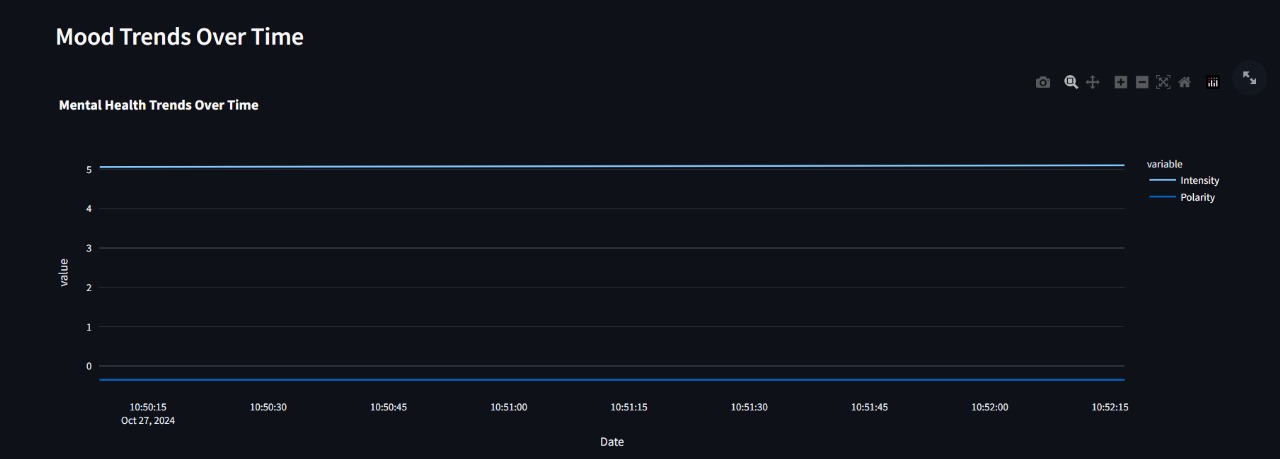 Mood Trends Over Time
Mental Health Trends Over Time
variable
Intensity
Polarity
value
5
4
3
2
1
0
10:50:15 10:50:30 10:50:45 10:51:00 10:51:15 10:51:30 10:51:45 10:52:00 10:52:15
Oct 27, 2024
Date